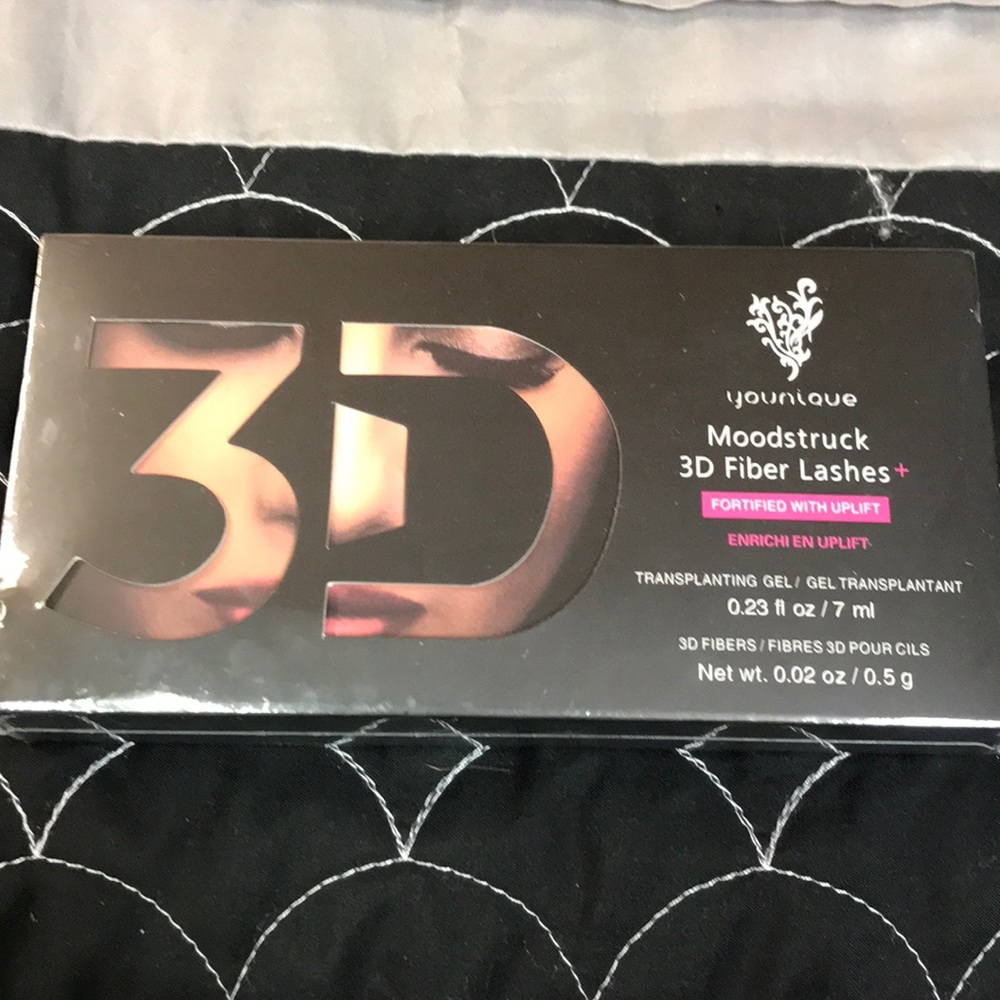 3D
younique
Moodstruck
3D Fiber Lashes+
FORTIFIED WITH UPLIFT
ENRICHI EN UPLIFT
TRANSPLANTING GEL / GEL TRANSPLANTANT
0.23 fl oz / 7 ml
3D FIBERS / FIBRES 3D POUR CILS
Net wt. 0.02 oz / 0.5 g